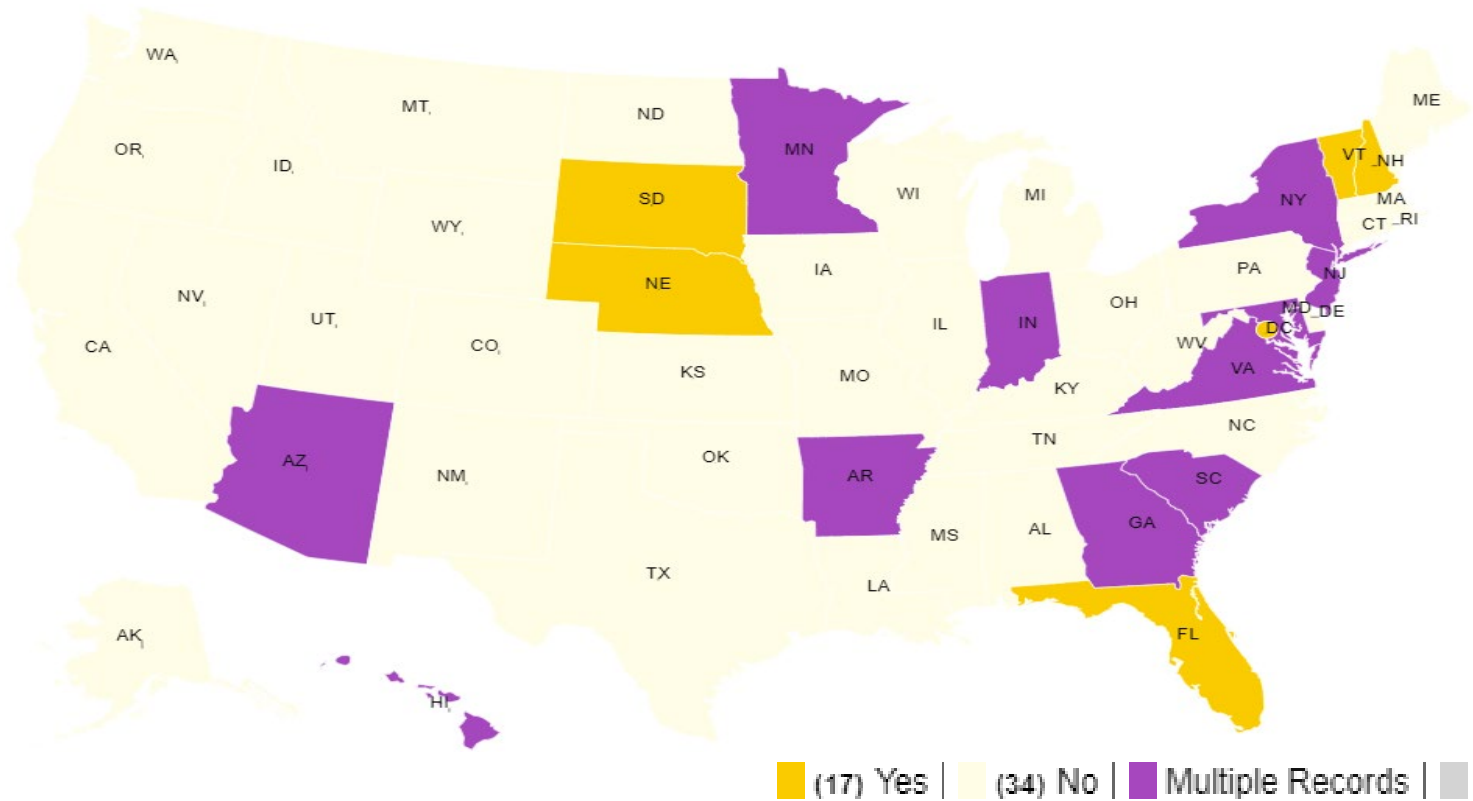 WA
ME
MT
ND
OR
MN
VT
NH
ID
WI
MI
SD
NY
MA
WY
CT
RI
IA
PA
NE
NJ
NV
OH
MD
DE
UT
IL
IN
DC
CA
CO
WV
VA
KS
MO
KY
NC
TN
AZ
OK
NM
AR
SC
GA
MS
AL
TX
LA
AK
FL
HI
(17) Yes | (34) No | Multiple Records |